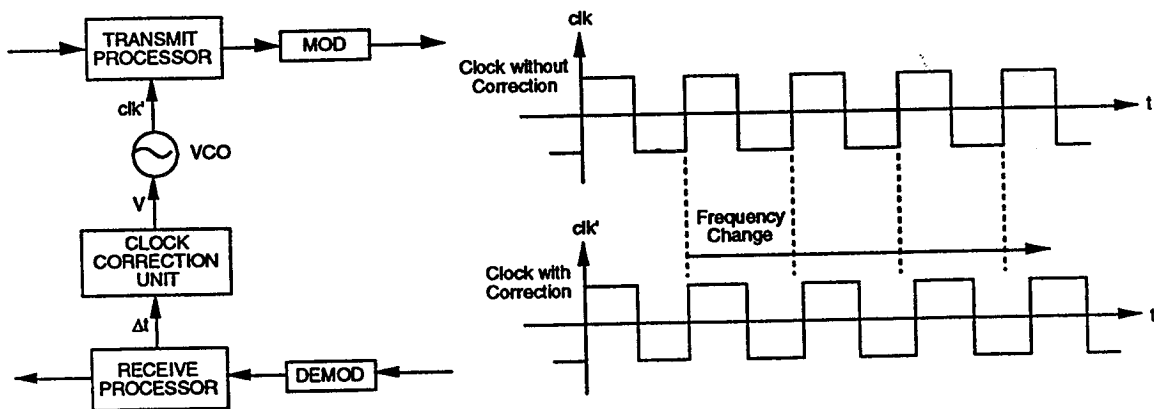 TRANSMIT
PROCESSOR
MOD
clk'
VCO
V
CLOCK
CORRECTION
UNIT
Δt
RECEIVE
PROCESSOR
DEMOD
clk
Clock without
Correction
t
Frequency
Change
clk'
Clock with
Correction
t